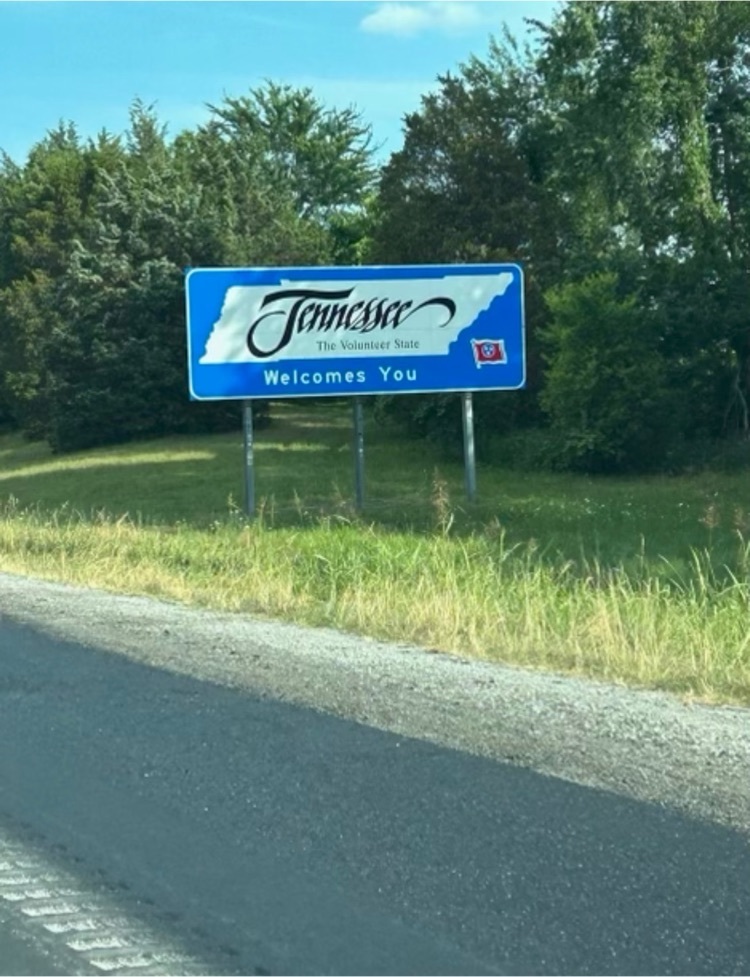 Tennessee
The Volunteer State
Welcomes You